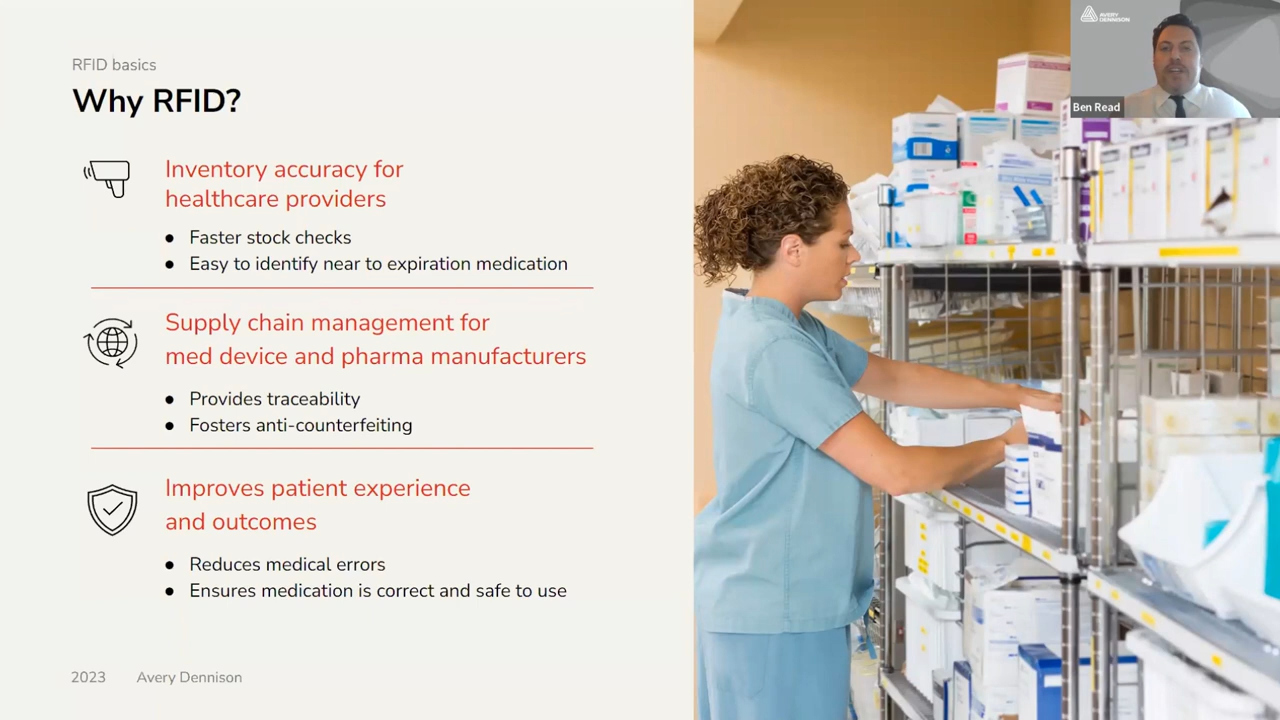 RFID basics
Why RFID?
Inventory accuracy for
healthcare providers
● Faster stock checks
● Easy to identify near to expiration medication
Supply chain management for
med device and pharma manufacturers
● Provides traceability
● Fosters anti-counterfeiting
Improves patient experience
and outcomes
● Reduces medical errors
● Ensures medication is correct and safe to use
2023 Avery Dennison
AVERY
DENNISON
Ben Read